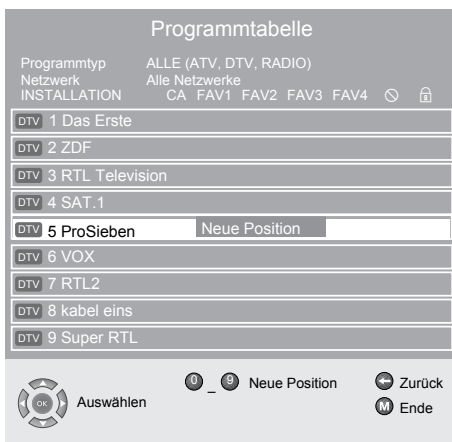 Programmtabelle
Programmtyp ALLE (ATV, DTV, RADIO)
Netzwerk Alle Netzwerke
INSTALLATION CA FAV1 FAV2 FAV3 FAV4
DTV 1 Das Erste
DTV 2 ZDF
DTV 3 RTL Television
DTV 4 SAT.1
DTV 5 ProSieben Neue Position
DTV 6 VOX
DTV 7 RTL2
DTV 8 kabel eins
DTV 9 Super RTL
0 _ 9 Neue Position Zurück
OK Auswählen M Ende